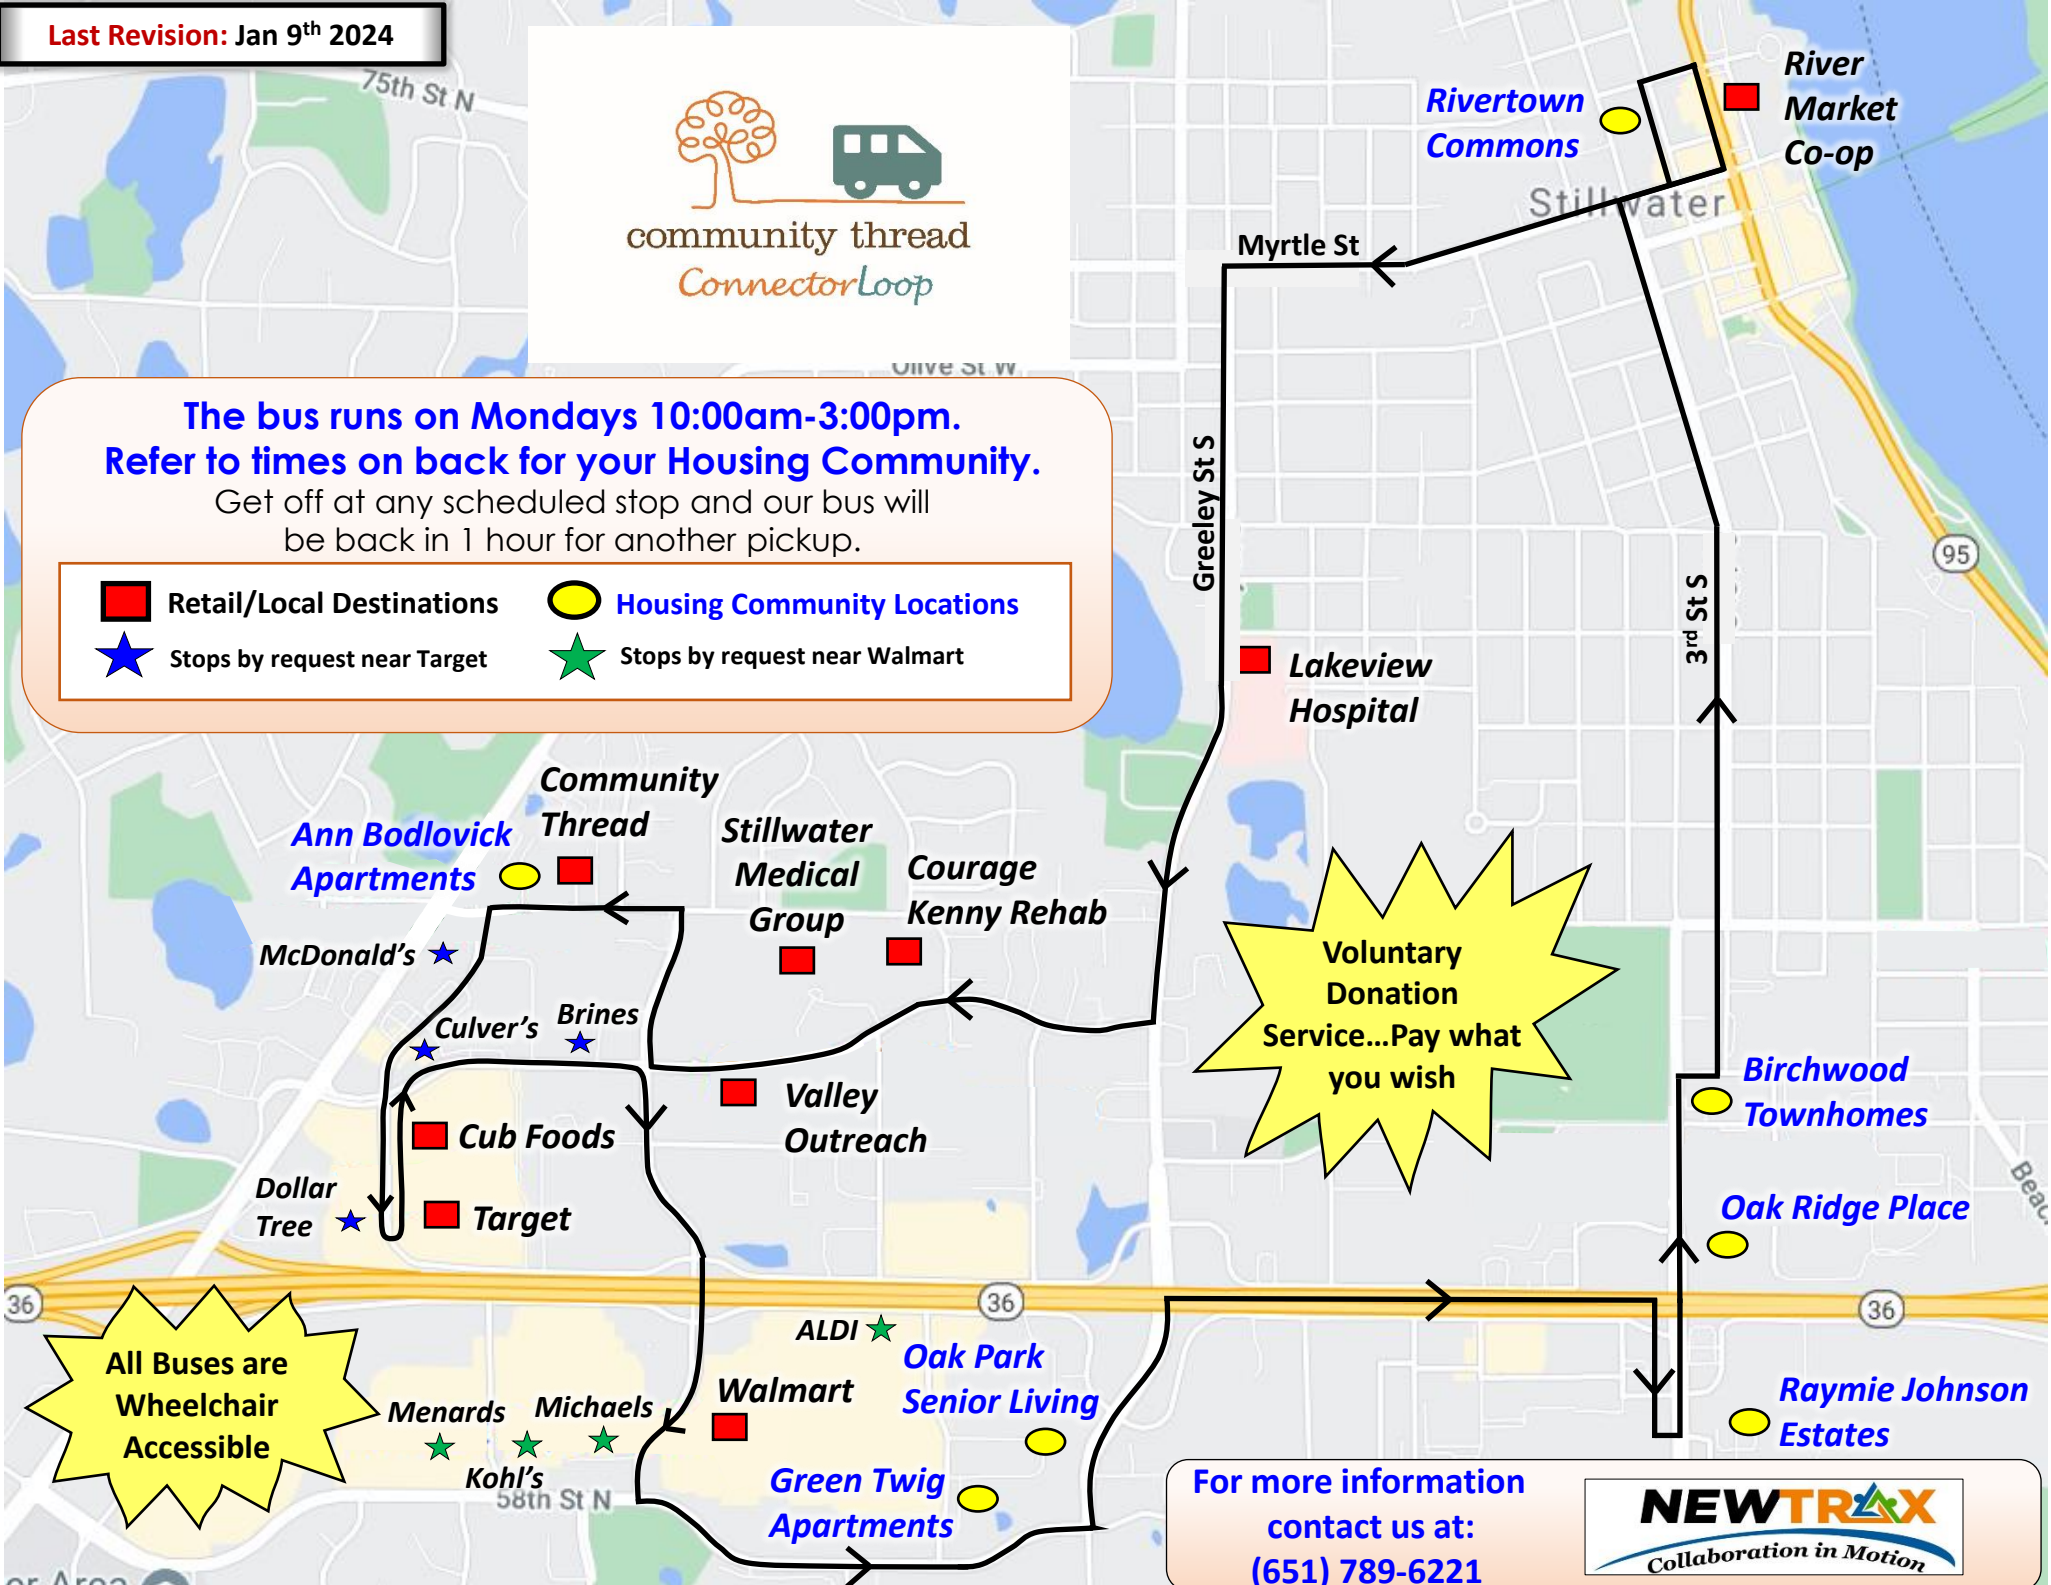 Last Revision: Jan 9th 2024
75th St N
community thread
ConnectorLoop
Olive St W
The bus runs on Mondays 10:00am-3:00pm.
Refer to times on back for your Housing Community.
Get off at any scheduled stop and our bus will
be back in 1 hour for another pickup.
Retail/Local Destinations
Housing Community Locations
Stops by request near Target
Stops by request near Walmart
Rivertown
Commons
River
Market
Co-op
Stillwater
Myrtle St
Greeley St S
3rd St S
95
Lakeview
Hospital
Community
Thread
Ann Bodlovick
Apartments
Stillwater
Medical
Group
Courage
Kenny Rehab
McDonald's
Culver's
Brines
Valley
Outreach
Cub Foods
Dollar
Tree
Target
Voluntary
Donation
Service...Pay what
you wish
Birchwood
Townhomes
Oak Ridge Place
36
36
36
All Buses are
Wheelchair
Accessible
ALDI
Oak Park
Senior Living
Walmart
Menards
Michaels
Kohl's
58th St N
Green Twig
Apartments
Raymie Johnson
Estates
For more information
contact us at:
(651) 789-6221
NEWTRAX
Collaboration in Motion